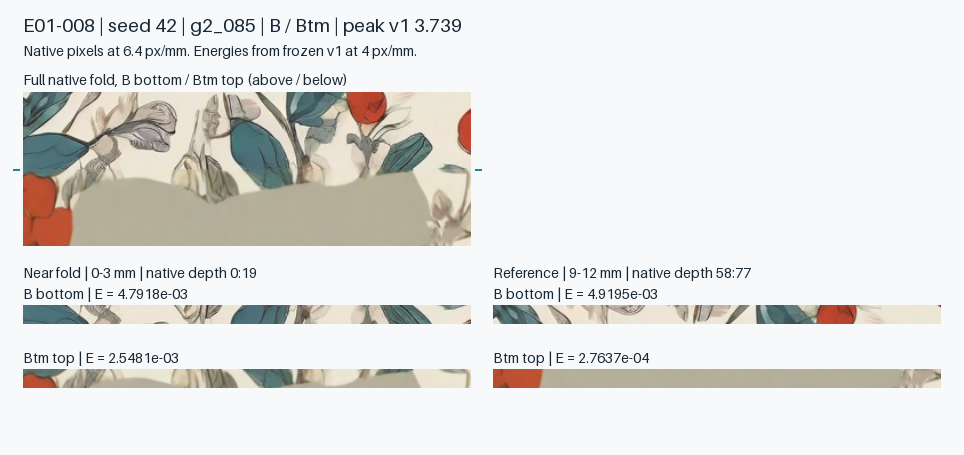 E01-008 | seed 42 | g2_085 | B / Btm | peak v1 3.739
Native pixels at 6.4 px/mm. Energies from frozen v1 at 4 px/mm.
Full native fold, B bottom / Btm top (above / below)
Near fold | 0-3 mm | native depth 0:19
B bottom | E = 4.7918e-03
Reference | 9-12 mm | native depth 58:77
B bottom | E = 4.9195e-03
Btm top | E = 2.5481e-03
Btm top | E = 2.7637e-04